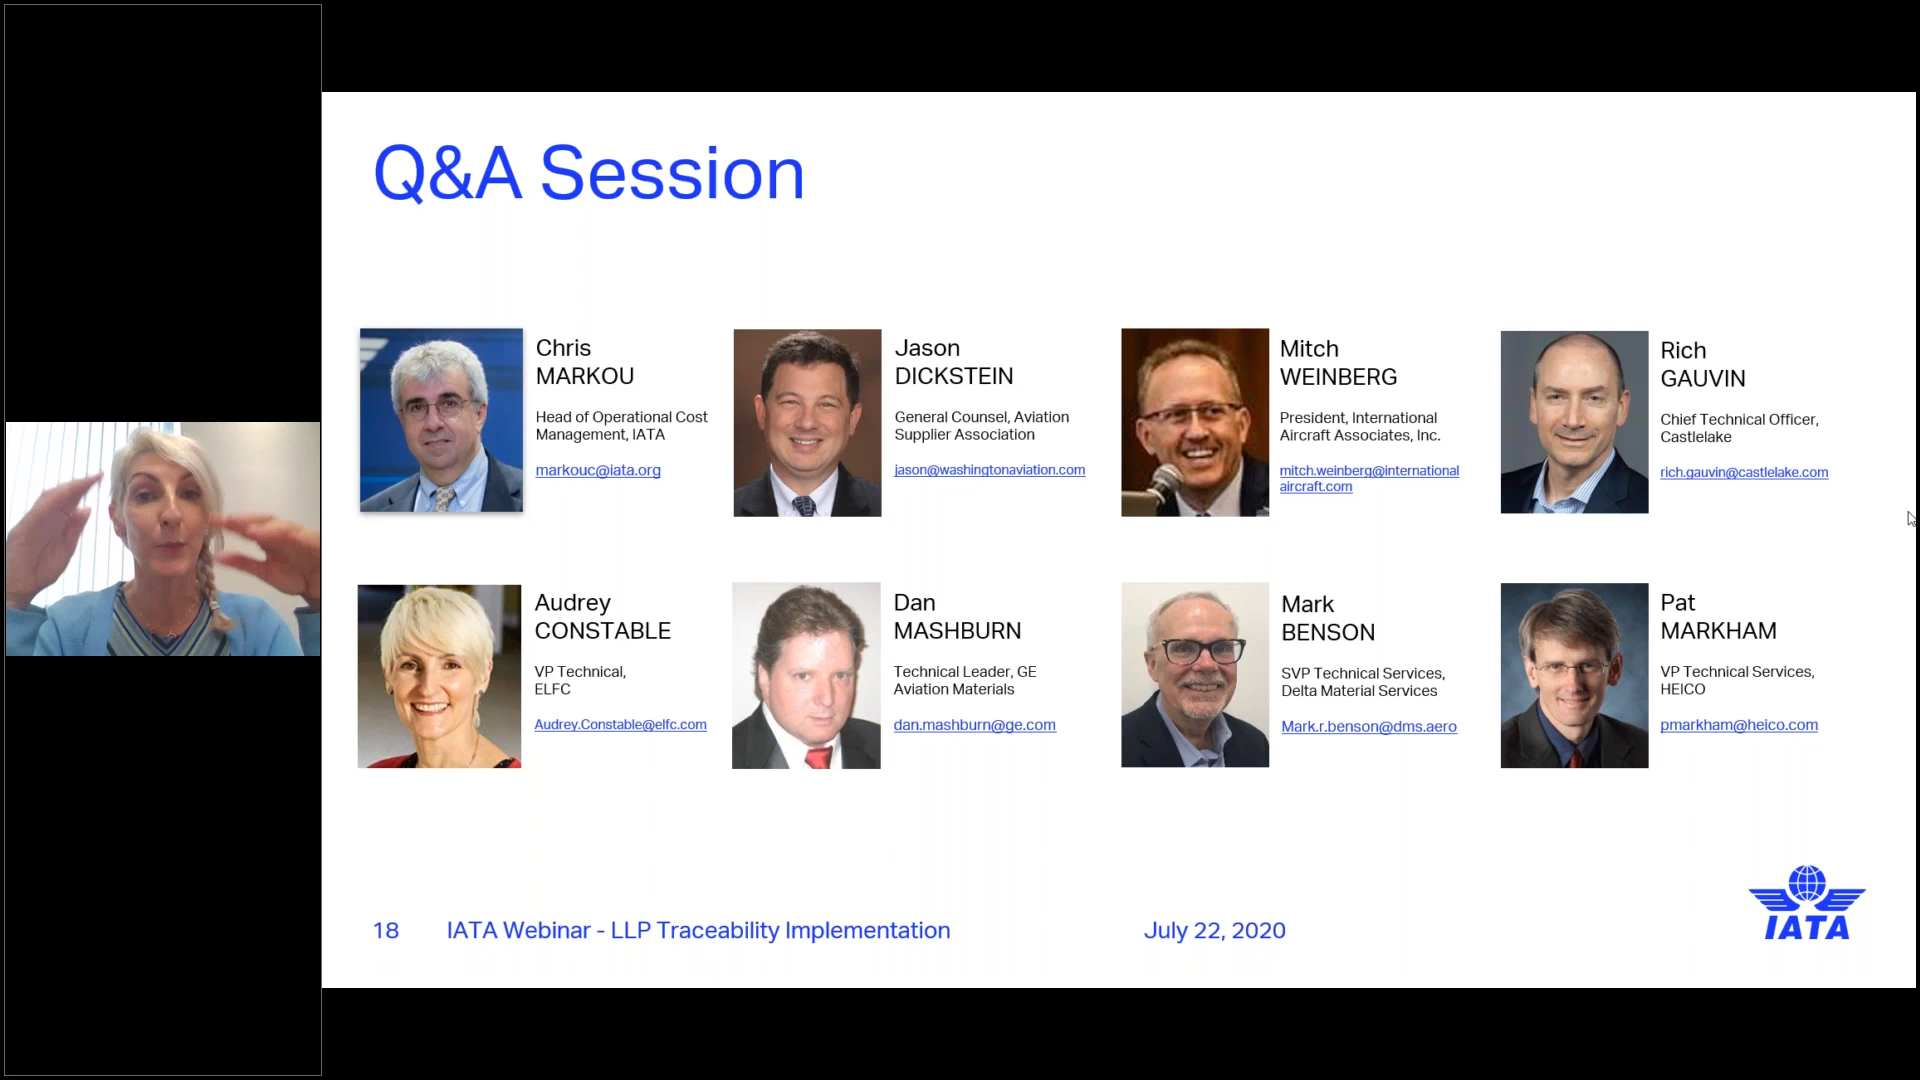 Q&A Session
Chris
MARKOU
Head of Operational Cost
Management, IATA
markouc@iata.org
Jason
DICKSTEIN
General Counsel, Aviation
Supplier Association
jason@washingtonaviation.com
Mitch
WEINBERG
President, International
Aircraft Associates, Inc.
mitch.weinberg@international
aircraft.com
Rich
GAUVIN
Chief Technical Officer,
Castlelake
rich.gauvin@castlelake.com
Audrey
CONSTABLE
VP Technical,
ELFC
Audrey.Constable@elfc.com
Dan
MASHBURN
Technical Leader, GE
Aviation Materials
dan.mashburn@ge.com
Mark
BENSON
SVP Technical Services,
Delta Material Services
Mark.r.benson@dms.aero
Pat
MARKHAM
VP Technical Services,
HEICO
pmarkham@heico.com
18 IATA Webinar - LLP Traceability Implementation July 22, 2020
IATA